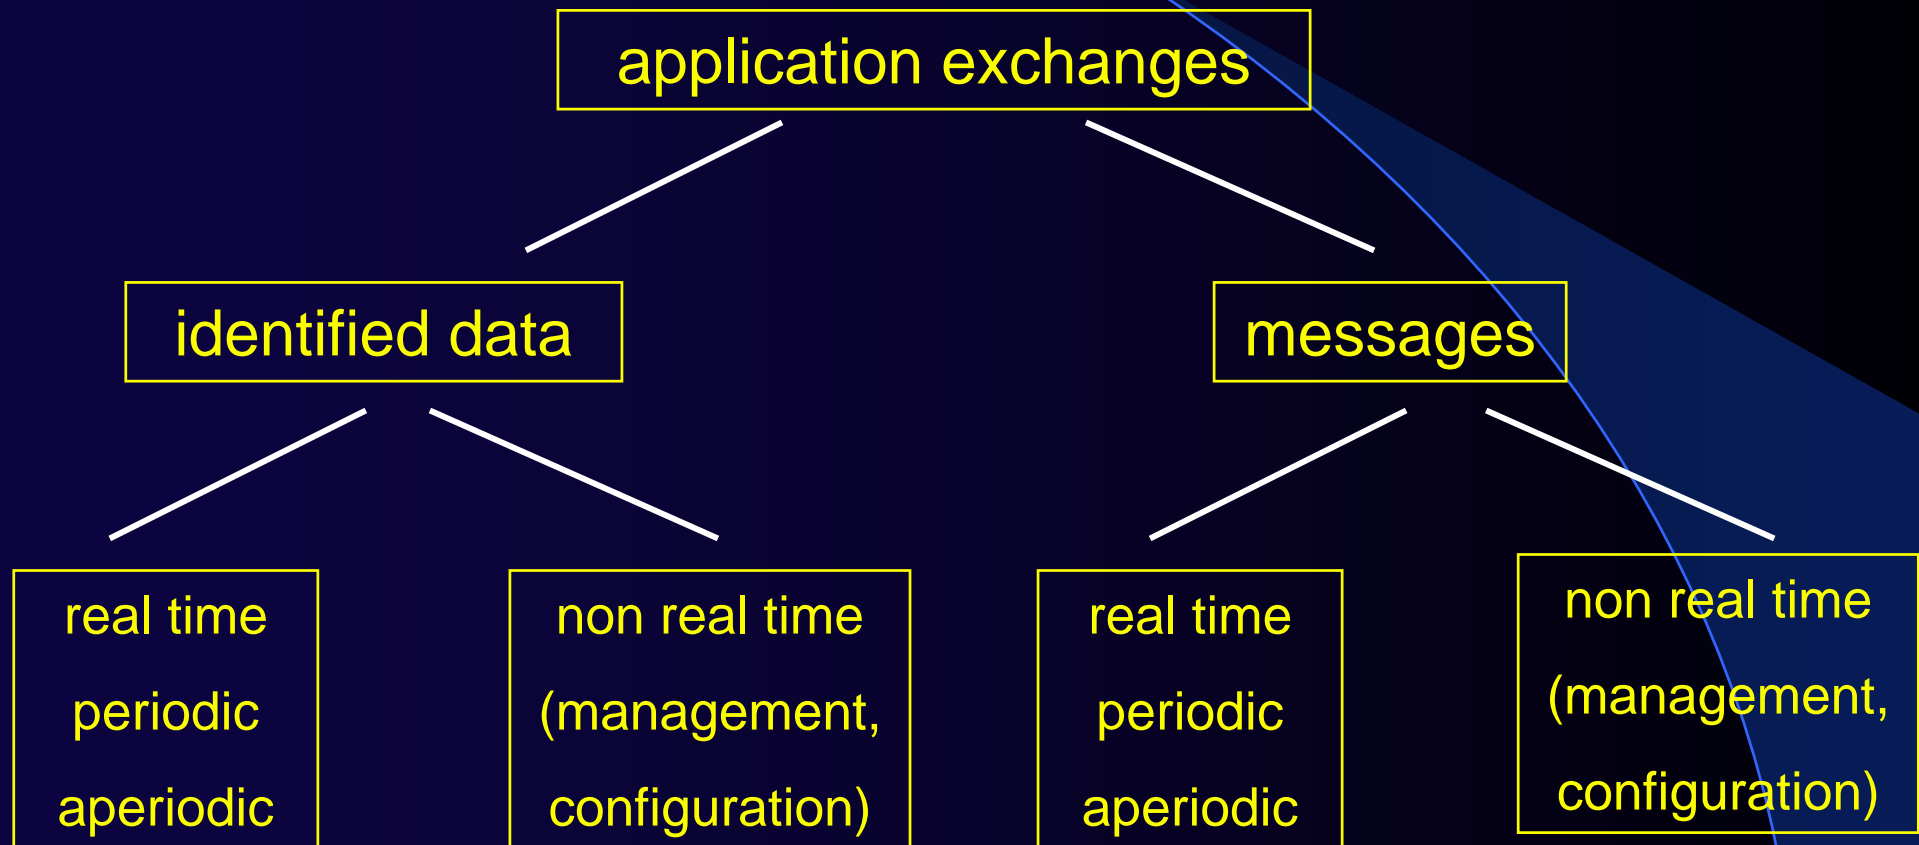 application exchanges
identified data
messages
real time
periodic
aperiodic
non real time
(management,
configuration)
real time
periodic
aperiodic
non real time
(management,
configuration)